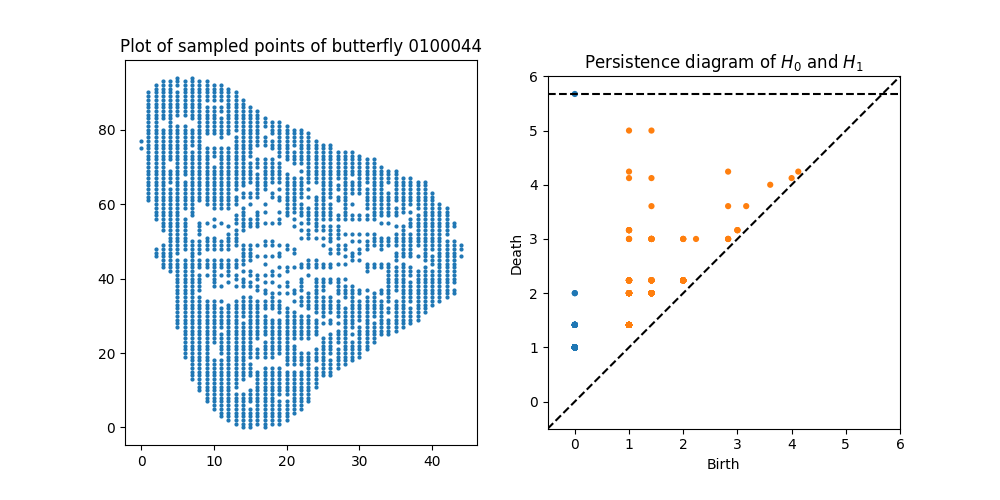 Plot of sampled points of butterfly 0100044
80
60
40
20
0
0 10 20 30 40
Persistence diagram of H₀ and H₁
Death
6
5
4
3
2
1
0
0 1 2 3 4 5 6
Birth